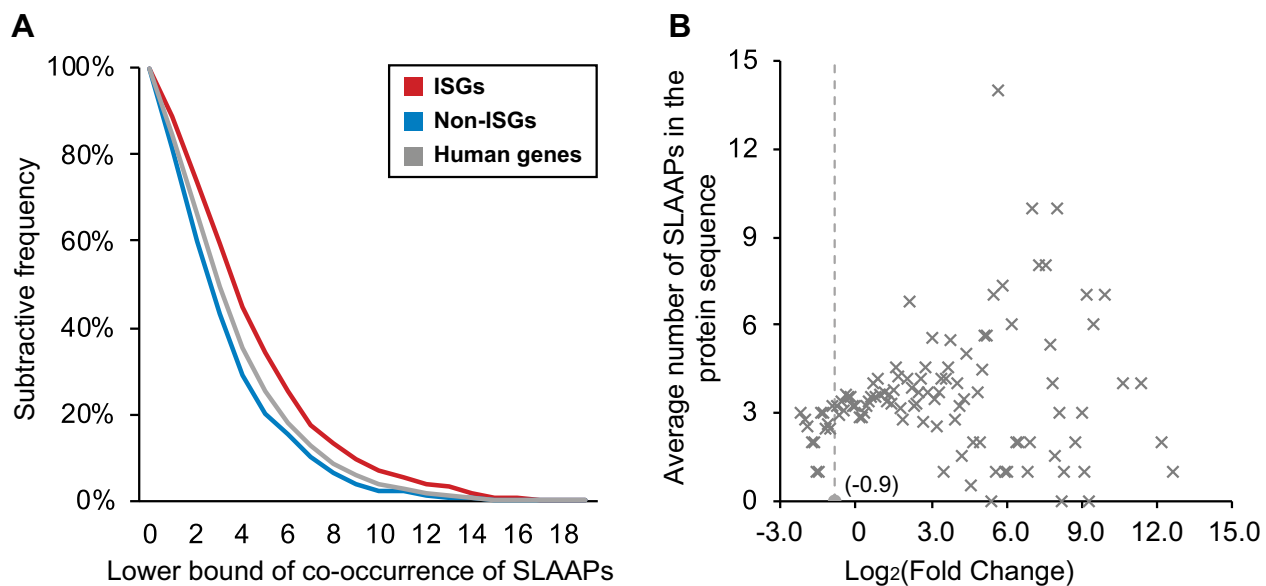 A
100%
80%
60%
40%
20%
0%
Subtractive frequency
ISGs
Non-ISGs
Human genes
0 2 4 6 8 10 12 14 16 18
Lower bound of co-occurrence of SLAAPs
B
15
12
9
6
3
0
Average number of SLAAPs in the
protein sequence
(-0.9)
-3.0 0 3.0 6.0 9.0 12.0 15.0
Log₂(Fold Change)